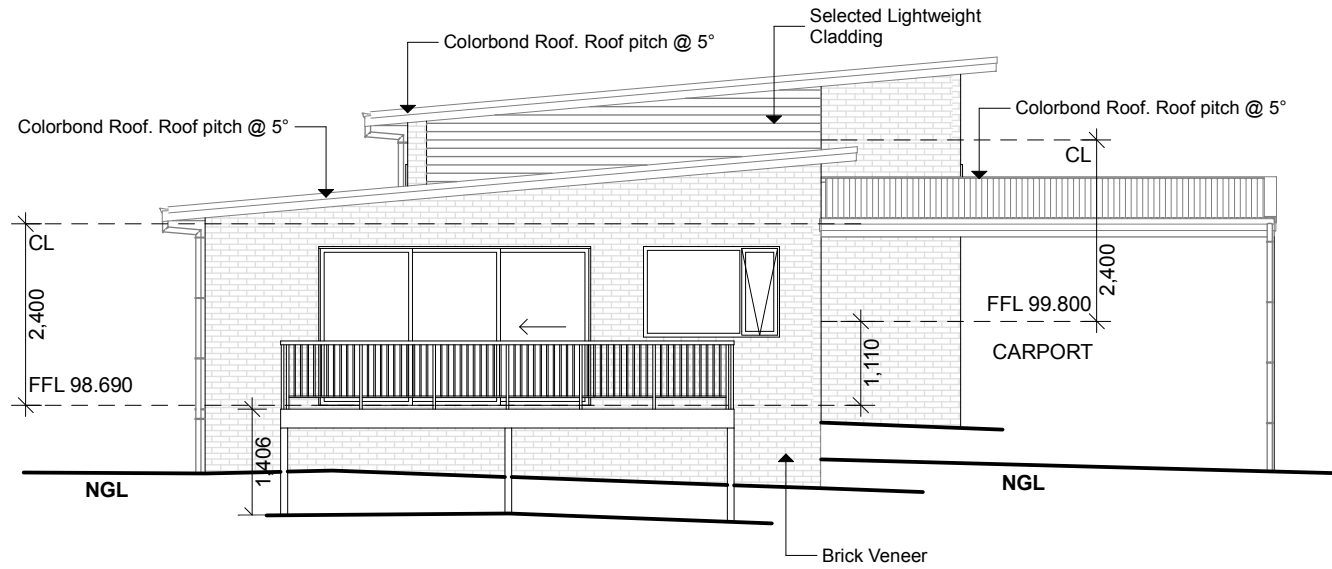 Selected Lightweight
Cladding
Colorbond Roof. Roof pitch @ 5°
Colorbond Roof. Roof pitch @ 5°
Colorbond Roof. Roof pitch @ 5°
CL
CL
2,400
2,400
FFL 99.800
CARPORT
1,110
FFL 98.690
1,406
NGL
NGL
Brick Veneer